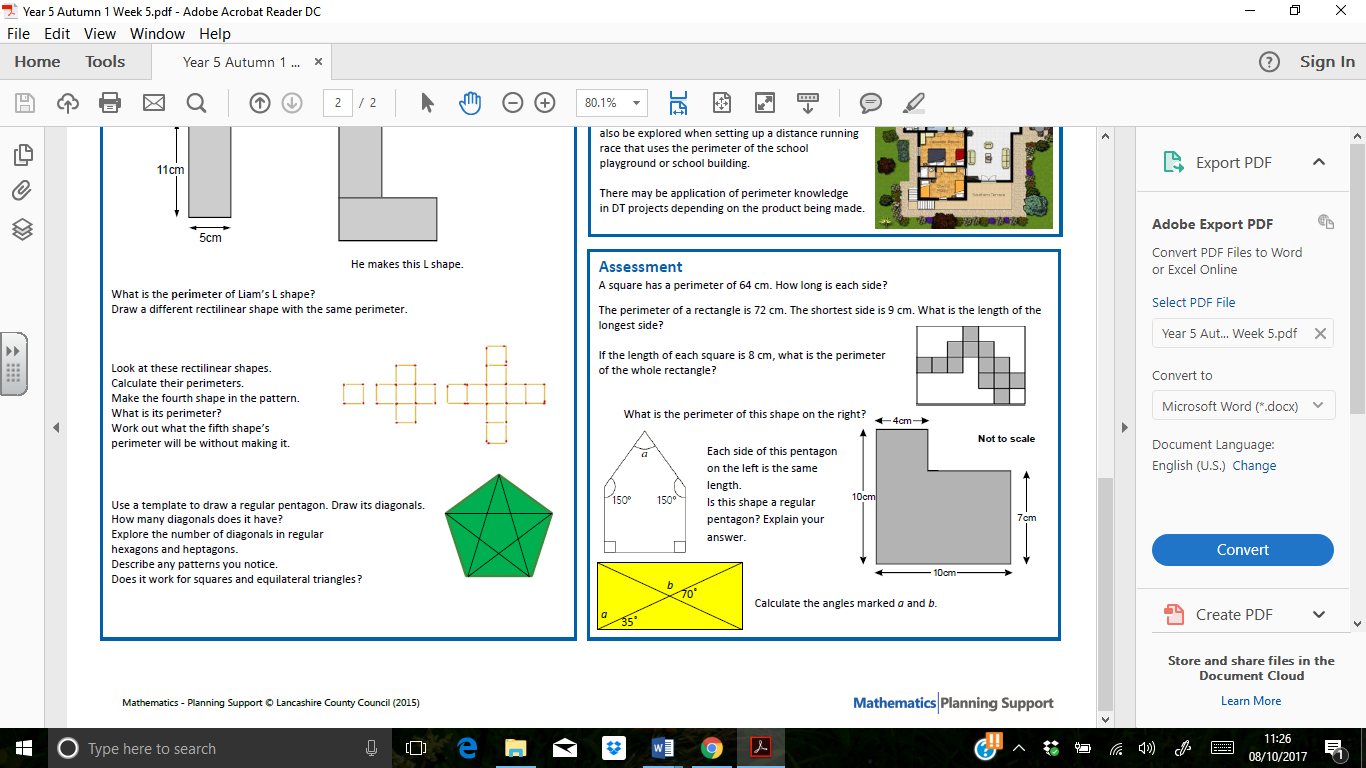 Year 5 Autumn 1 Week 5.pdf - Adobe Acrobat Reader DC
File Edit View Window Help
Home Tools Year 5 Autumn 1 ... ×
2 / 2 80.1% Sign In
11cm
5cm
He makes this L shape.
What is the perimeter of Liam's L shape?
Draw a different rectilinear shape with the same perimeter.
Look at these rectilinear shapes.
Calculate their perimeters.
Make the fourth shape in the pattern.
What is its perimeter?
Work out what the fifth shape's
perimeter will be without making it.
Use a template to draw a regular pentagon. Draw its diagonals.
How many diagonals does it have?
Explore the number of diagonals in regular
hexagons and heptagons.
Describe any patterns you notice.
Does it work for squares and equilateral triangles?
also be explored when setting up a distance running
race that uses the perimeter of the school
playground or school building.
There may be application of perimeter knowledge
in DT projects depending on the product being made.
Assessment
A square has a perimeter of 64 cm. How long is each side?
The perimeter of a rectangle is 72 cm. The shortest side is 9 cm. What is the length of the
longest side?
If the length of each square is 8 cm, what is the perimeter
of the whole rectangle?
What is the perimeter of this shape on the right?
4cm
Not to scale
10cm
7cm
10cm
a
150°
150°
Each side of this pentagon
on the left is the same
length.
Is this shape a regular
pentagon? Explain your
answer.
b
70°
a
35°
Calculate the angles marked a and b.
Mathematics - Planning Support © Lancashire County Council (2015)
Mathematics Planning Support
Export PDF
Adobe Export PDF
Convert PDF Files to Word
or Excel Online
Select PDF File
Year 5 Aut... Week 5.pdf
Convert to
Microsoft Word (*.docx)
Document Language:
English (U.S.) Change
Convert
Create PDF
Store and share files in the
Document Cloud
Learn More
Type here to search
11:26
08/10/2017
1